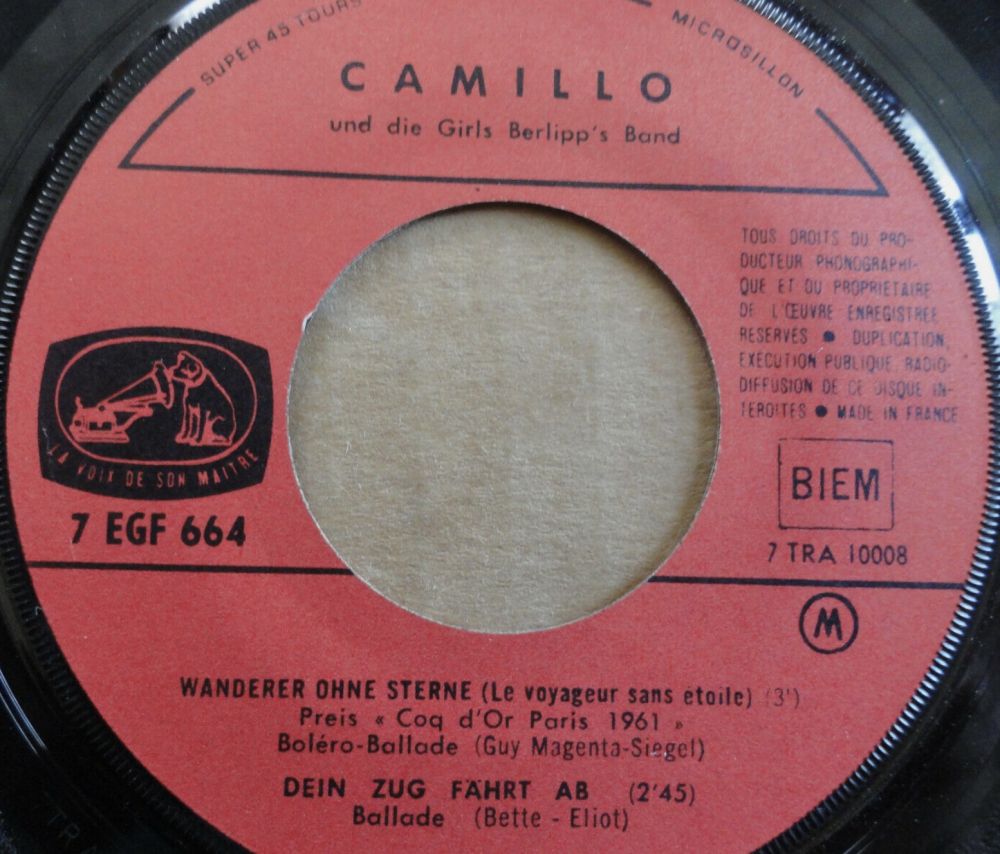 SUPER 45 TOURS
MICROSILLON
CAMILLO
und die Girls Berlipp's Band
TOUS DROITS DU PRO-
DUCTEUR PHONOGRAPHI-
QUE ET DU PROPRIETAIRE
DE L'ŒUVRE ENREGISTREE
RESERVES ● DUPLICATION,
EXECUTION PUBLIQUE, RADIO-
DIFFUSION DE CE DISQUE IN-
TERDITES ● MADE IN FRANCE
LA VOIX DE SON MAITRE
7 EGF 664
BIEM
7 TRA 10008
M
WANDERER OHNE STERNE (Le voyageur sans étoile) (3')
Preis « Coq d'Or Paris 1961 »
Boléro-Ballade (Guy Magenta-Siegel)
DEIN ZUG FÄHRT AB (2'45)
Ballade (Bette - Eliot)